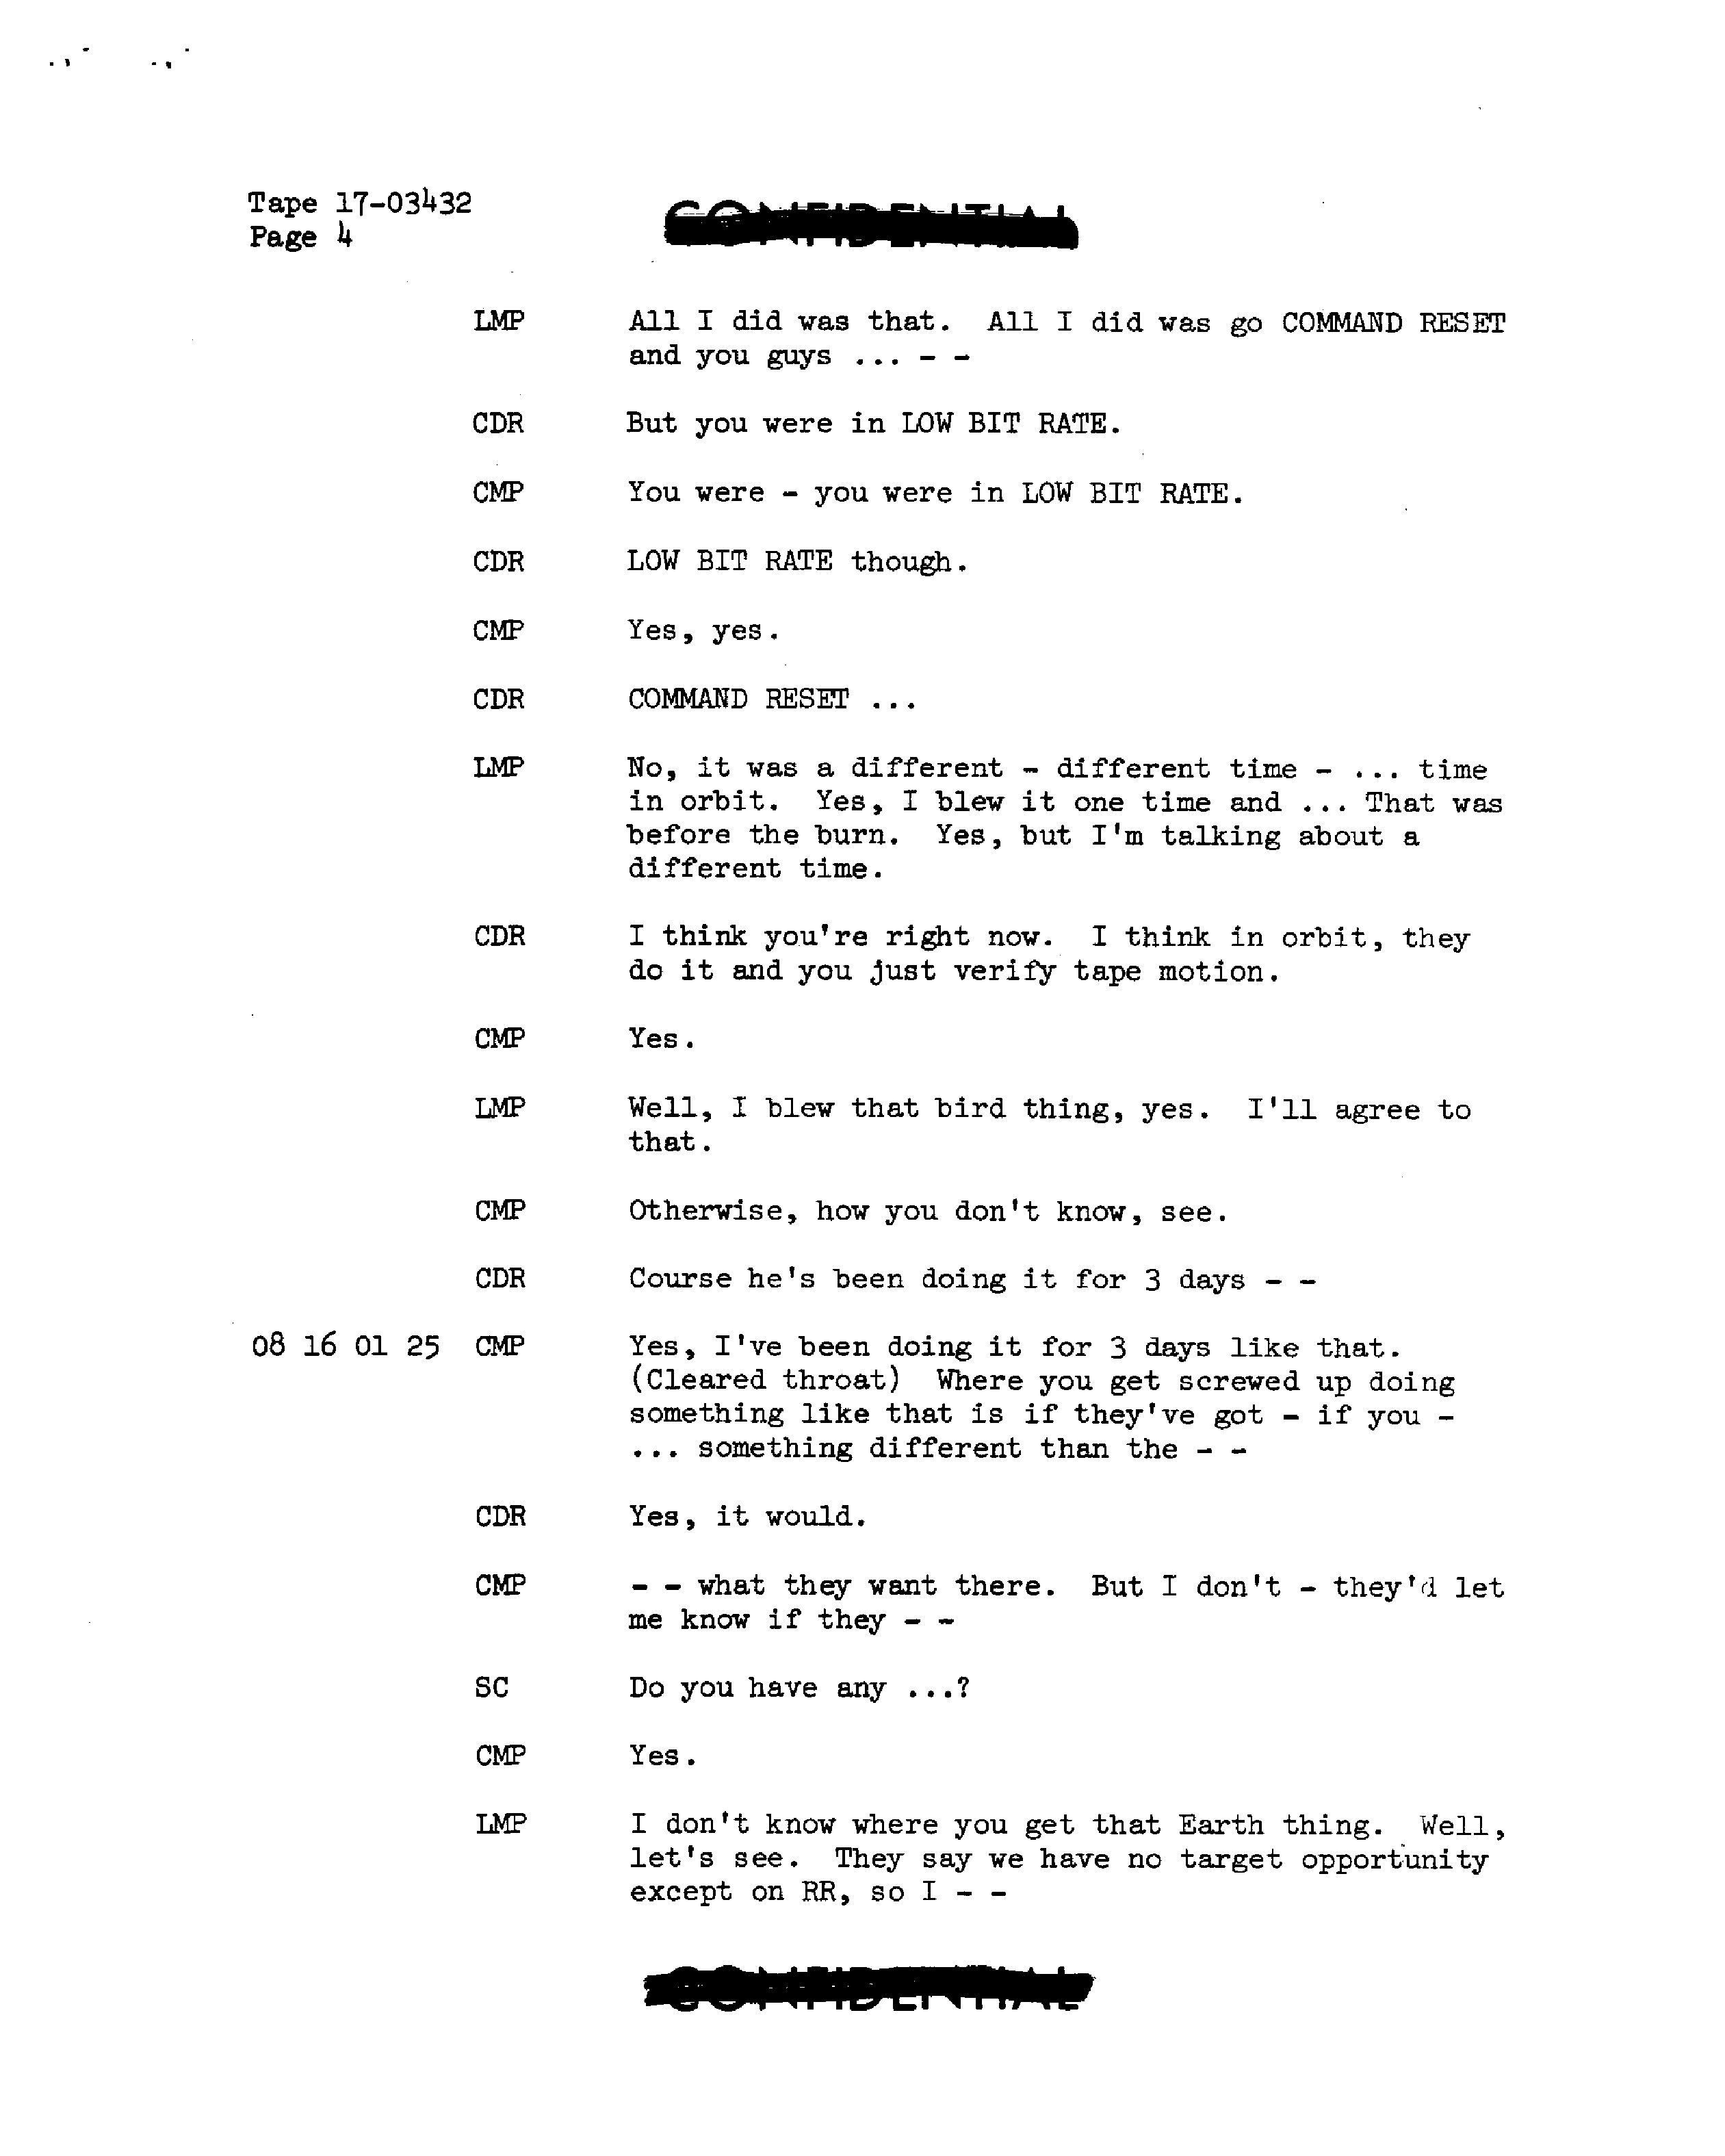 Tape 17-03432
Page 4
CONFIDENTIAL
LMP All I did was that. All I did was go COMMAND RESET
and you guys ... - -
CDR But you were in LOW BIT RATE.
CMP You were - you were in LOW BIT RATE.
CDR LOW BIT RATE though.
CMP Yes, yes.
CDR COMMAND RESET ...
LMP No, it was a different - different time - ... time
in orbit. Yes, I blew it one time and ... That was
before the burn. Yes, but I'm talking about a
different time.
CDR I think you're right now. I think in orbit, they
do it and you just verify tape motion.
CMP Yes.
LMP Well, I blew that bird thing, yes. I'll agree to
that.
CMP Otherwise, how you don't know, see.
CDR Course he's been doing it for 3 days - -
08 16 01 25 CMP Yes, I've been doing it for 3 days like that.
(Cleared throat) Where you get screwed up doing
something like that is if they've got - if you -
... something different than the - -
CDR Yes, it would.
CMP - - what they want there. But I don't - they'd let
me know if they - -
SC Do you have any ...?
CMP Yes.
LMP I don't know where you get that Earth thing. Well,
let's see. They say we have no target opportunity
except on RR, so I - -
CONFIDENTIAL